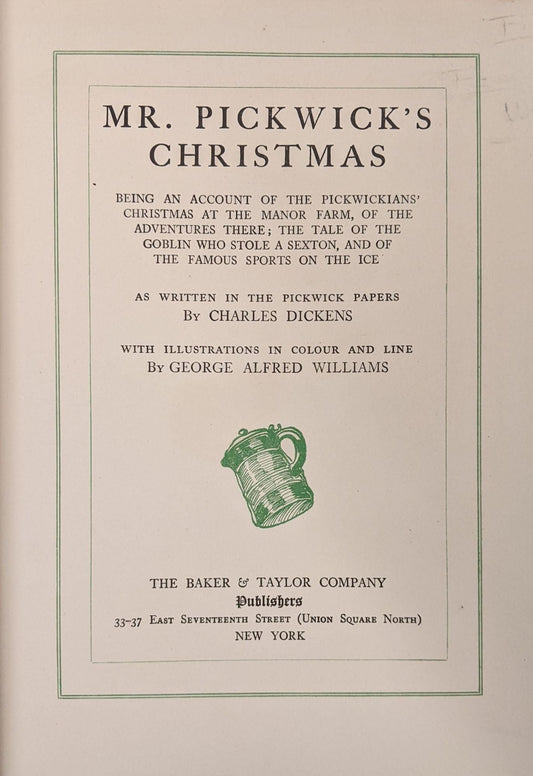 MR. PICKWICK'S
CHRISTMAS
BEING AN ACCOUNT OF THE PICKWICKIANS'
CHRISTMAS AT THE MANOR FARM, OF THE
ADVENTURES THERE; THE TALE OF THE
GOBLIN WHO STOLE A SEXTON, AND OF
THE FAMOUS SPORTS ON THE ICE
AS WRITTEN IN THE PICKWICK PAPERS
BY CHARLES DICKENS
WITH ILLUSTRATIONS IN COLOUR AND LINE
BY GEORGE ALFRED WILLIAMS
THE BAKER & TAYLOR COMPANY
Publishers
33-37 EAST SEVENTEENTH STREET (UNION SQUARE NORTH)
NEW YORK